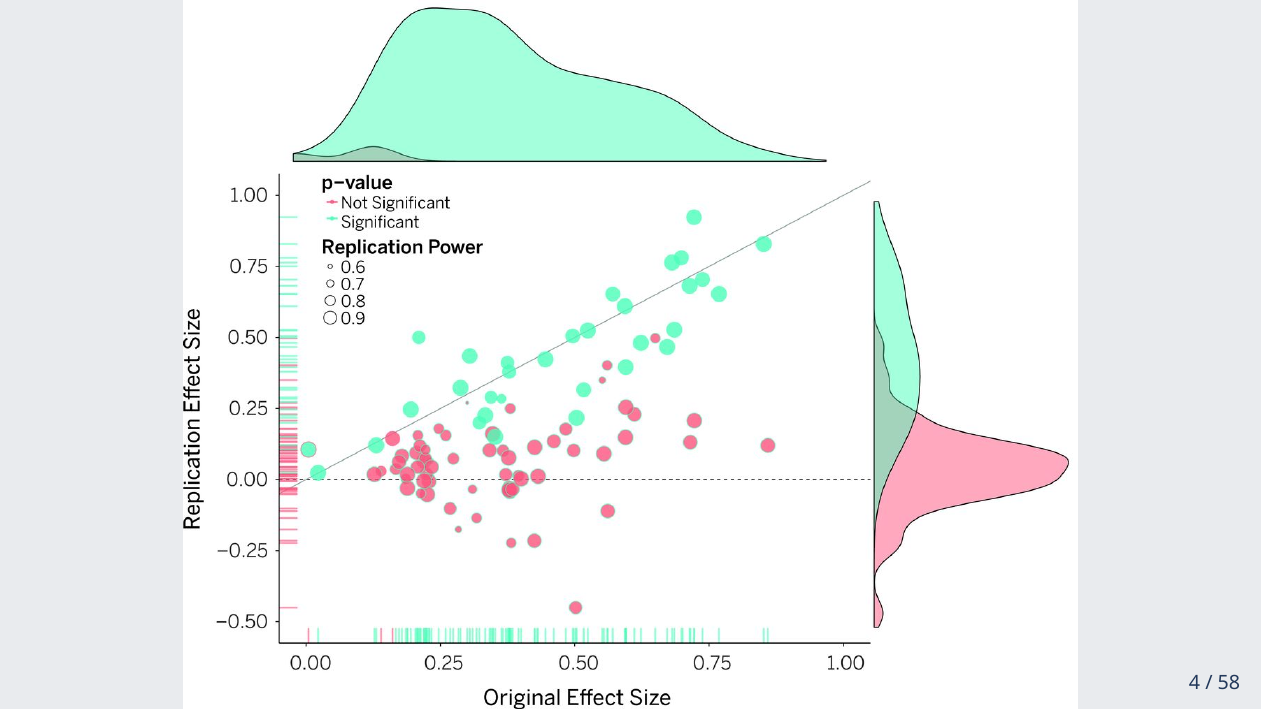 p−value
Not Significant
Significant
Replication Power
0.6
0.7
0.8
0.9
1.00
0.75
0.50
0.25
0.00
−0.25
−0.50
Replication Effect Size
0.00 0.25 0.50 0.75 1.00
Original Effect Size
4 / 58